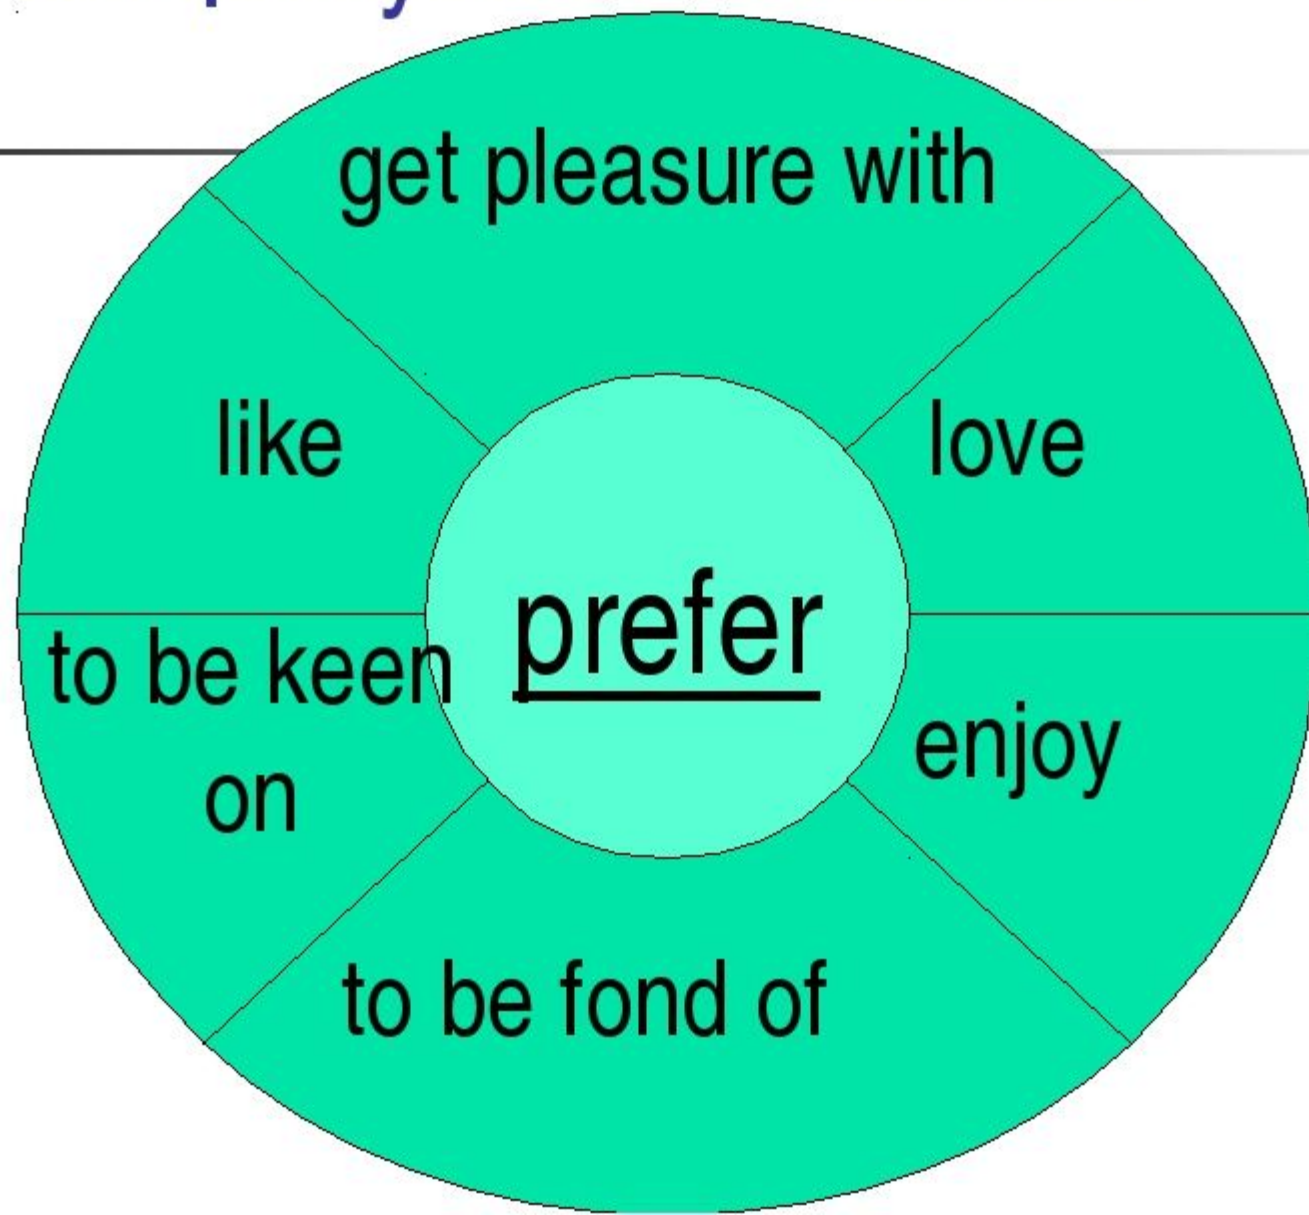 get pleasure with
like
love
prefer
to be keen
on
enjoy
to be fond of